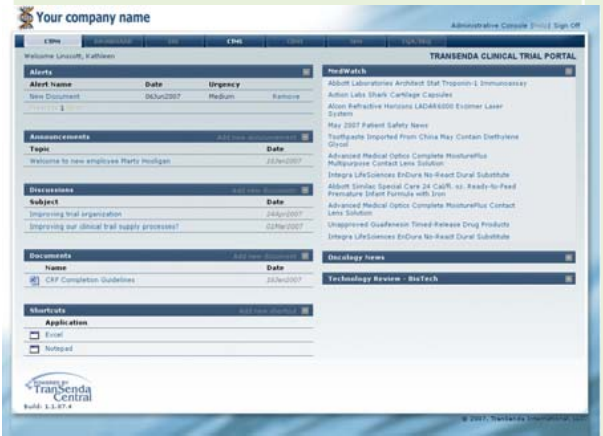 Your company name
Administrative Console Sign Off
CTMS
Welcome Linscott, Kathleen
TRANSENDA CLINICAL TRIAL PORTAL
Alerts
Alert Name Date Urgency
New Document 06Jun2007 Medium Remove
1
Announcements Add new announcement
Topic Date
Welcome to new employee Marty Hooligan
Discussions Add new discussion
Subject Date
Improving trial organization
Improving our clinical trail supply processes?
Documents Add new document
Name Date
CRF Completion Guidelines
Shortcuts Add new shortcut
Application
Excel
Notepad
MedWatch
Abbott Laboratories Architect Stat Troponin-I Immunoassay
Action Labs Shark Cartilage Capsules
Alcon Refractive Horizons LADAR6000 Excimer Laser
System
May 2007 Patient Safety News
Toothpaste Imported From China May Contain Diethylene
Glycol
Advanced Medical Optics Complete MoisturePlus
Multipurpose Contact Lens Solution
Integra LifeSciences EnDura No-React Dural Substitute
Abbott Similac Special Care 24 Cal/fl. oz. Ready-to-Feed
Premature Infant Formula with Iron
Advanced Medical Optics Complete MoisturePlus Contact
Lens Solution
Unapproved Guaifenesin Timed-Release Drug Products
Integra LifeSciences EnDura No-React Dural Substitute
Oncology News
Technology Review - BioTech
POWERED BY
TranSenda
Central
Build: 1.1.87.4
© 2007, TranSenda International, LLC